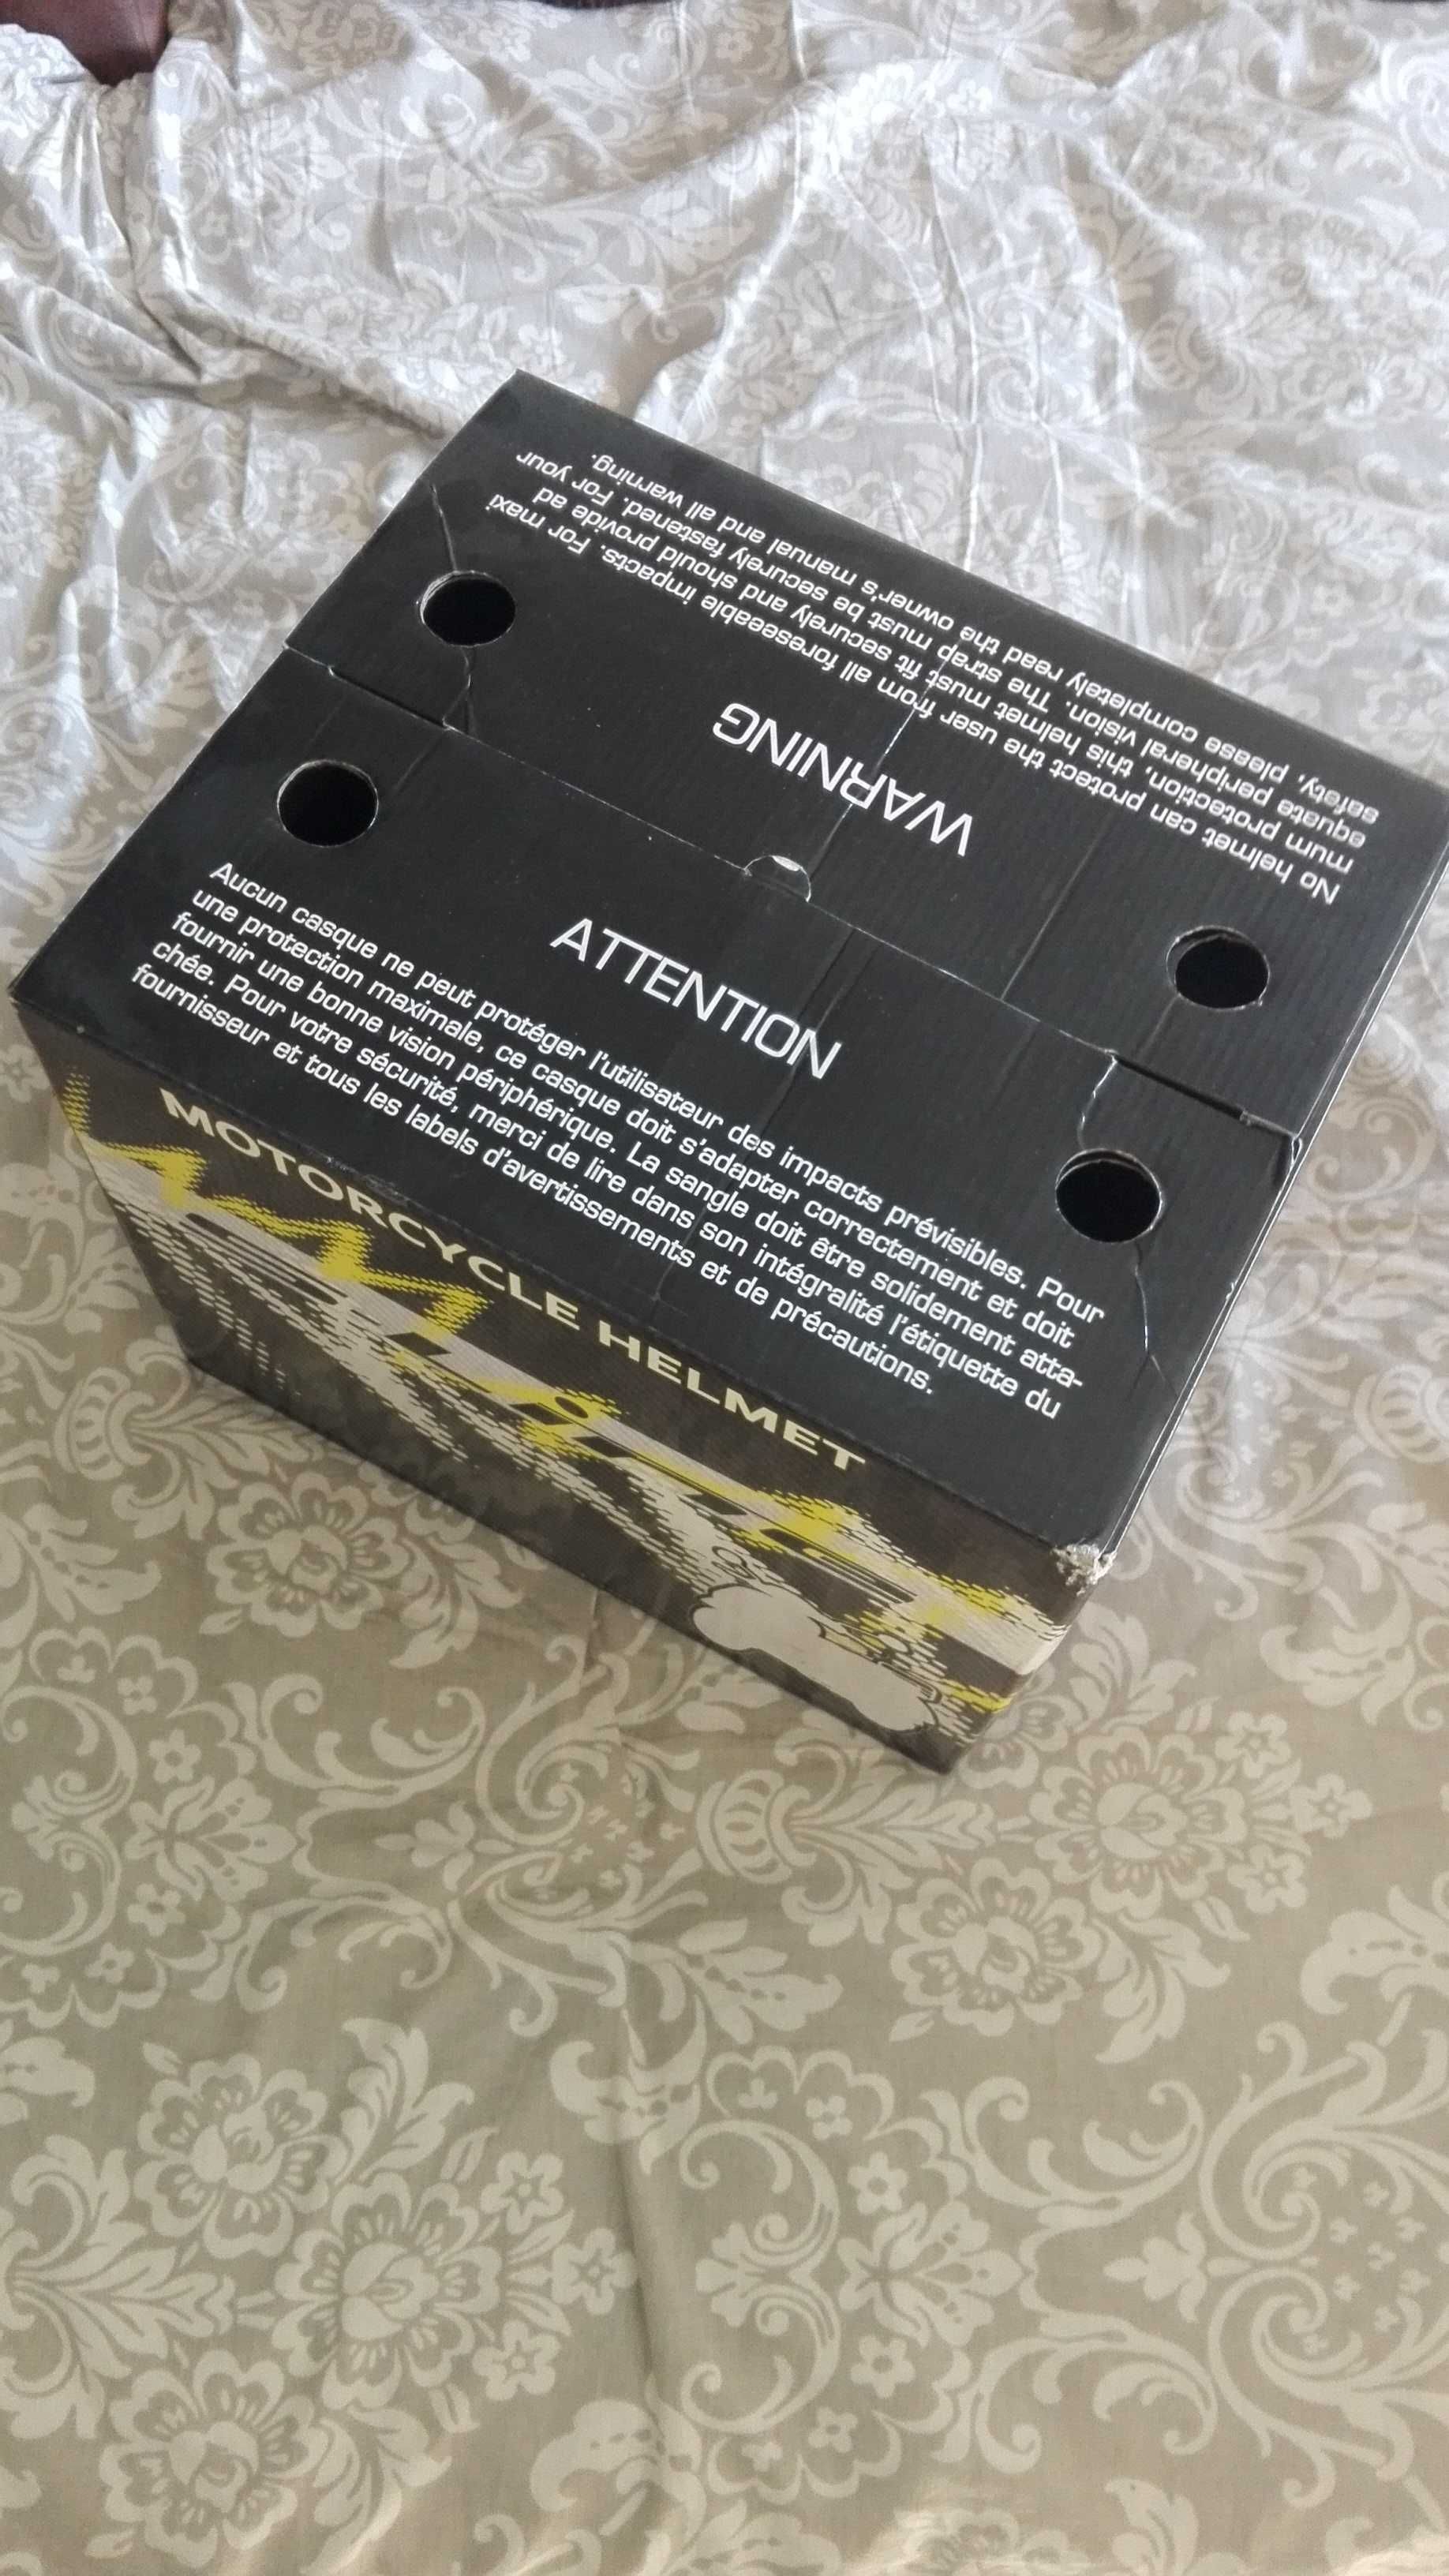 WARNING
No helmet can protect the user from all foreseeable impacts. For maxi
mum protection, this helmet must fit securely and should provide ad
equate peripheral vision. The strap must be securely fastened. For your
safety, please completely read the owner's manual and all warning.
ATTENTION
Aucun casque ne peut protéger l'utilisateur des impacts prévisibles. Pour
une protection maximale, ce casque doit s'adapter correctement et doit
fournir une bonne vision périphérique. La sangle doit être solidement atta-
chée. Pour votre sécurité, merci de lire dans son intégralité l'étiquette du
fournisseur et tous les labels d'avertissements et de précautions.
MOTORCYCLE HELMET